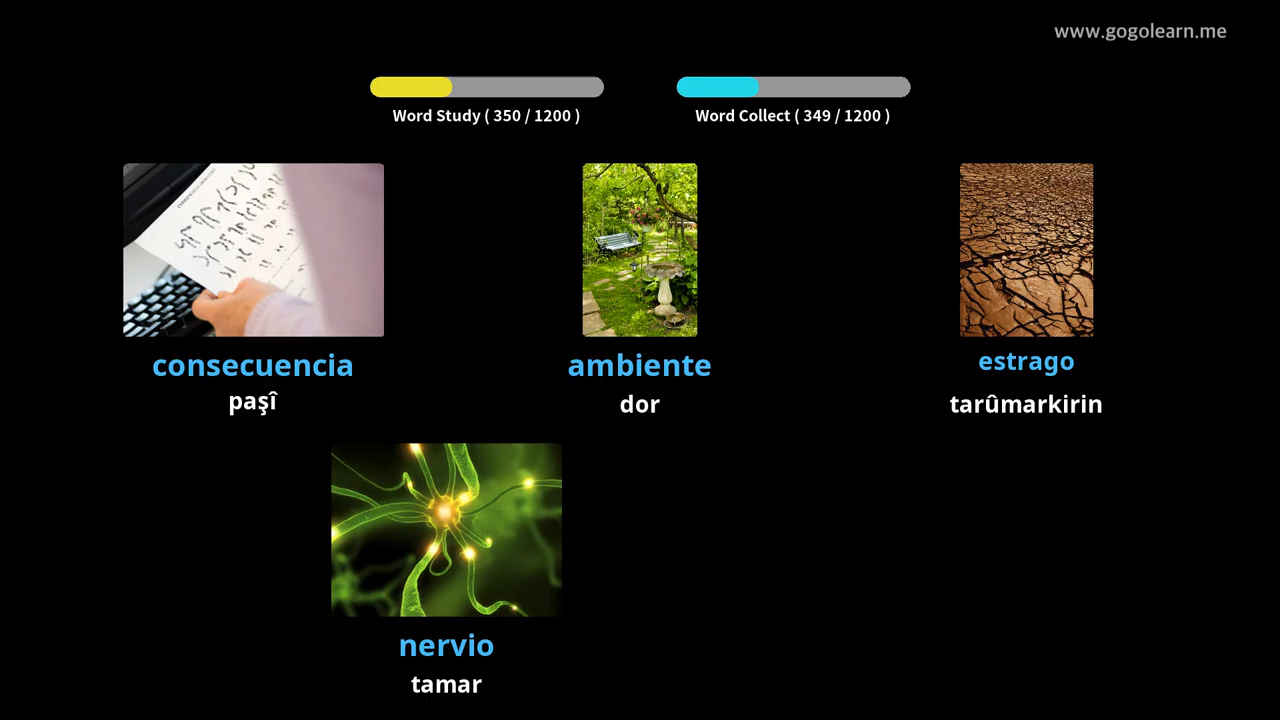 www.gogolearn.me
Word Study ( 350 / 1200 )
Word Collect ( 349 / 1200 )
consecuencia
paşî
ambiente
dor
estrago
tarûmarkirin
nervio
tamar